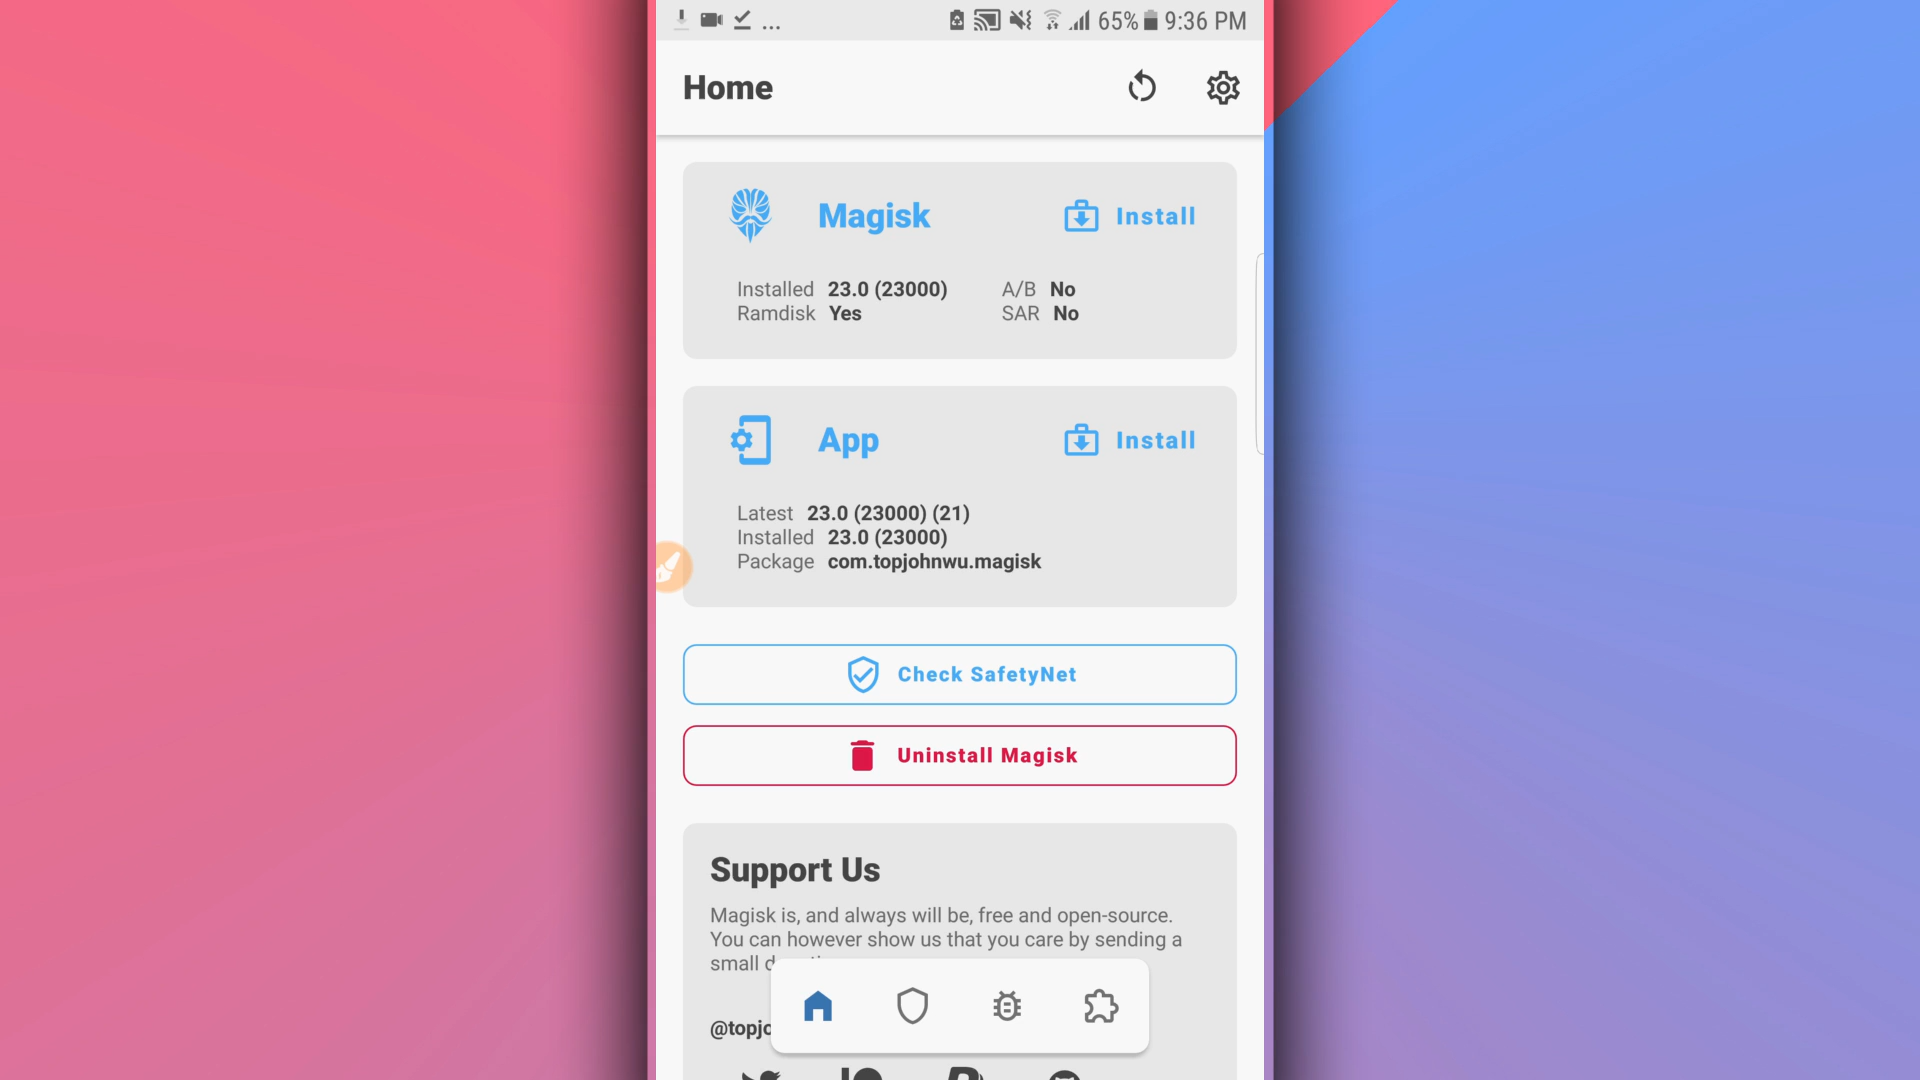 ... 65% 9:36 PM
Home
Magisk Install
Installed 23.0 (23000) A/B No
Ramdisk Yes SAR No
App Install
Latest 23.0 (23000) (21)
Installed 23.0 (23000)
Package com.topjohnwu.magisk
Check SafetyNet
Uninstall Magisk
Support Us
Magisk is, and always will be, free and open-source.
You can however show us that you care by sending a
small
@topjo